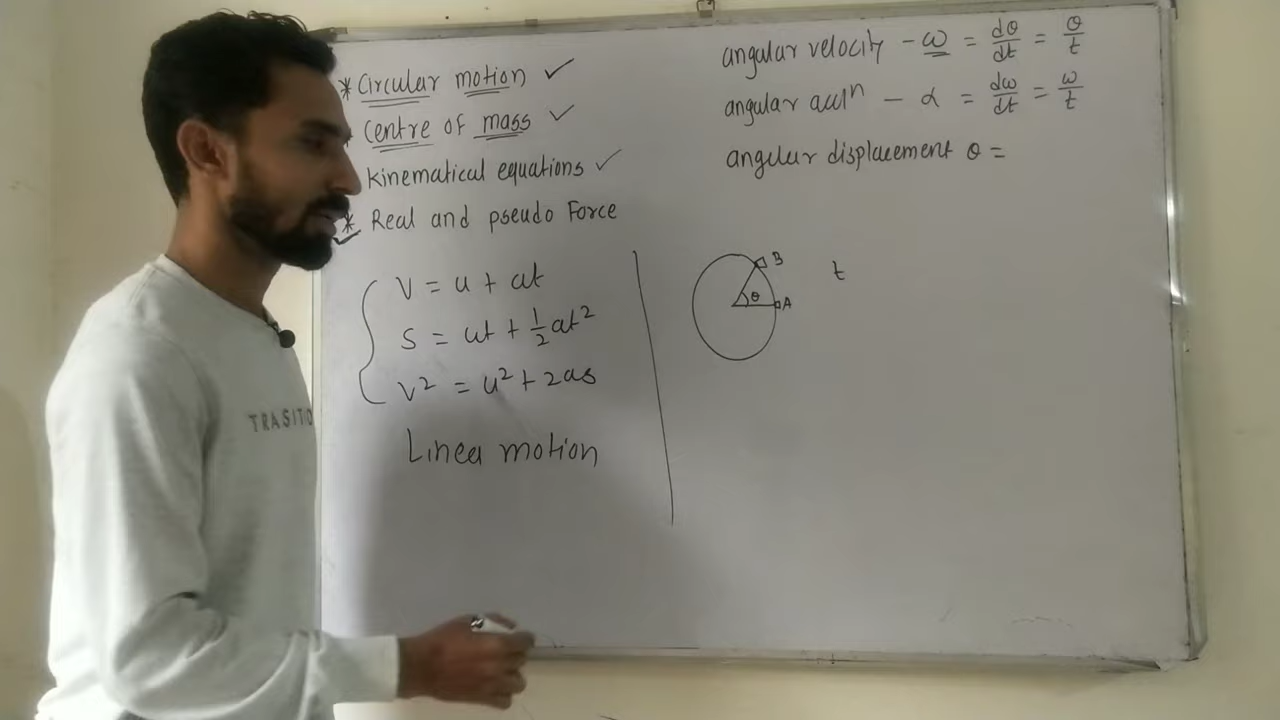 * Circular motion ✓
Centre of mass ✓
Kinematical equations ✓
* Real and pseudo Force
V = u + at
S = ut + 1/2 at²
V² = u² + 2as
Linea motion
angular velocity - ω = dθ/dt = θ/t
angular accⁿ - α = dω/dt = ω/t
angular displacement θ =
B
θ
A
t
TRASITIO